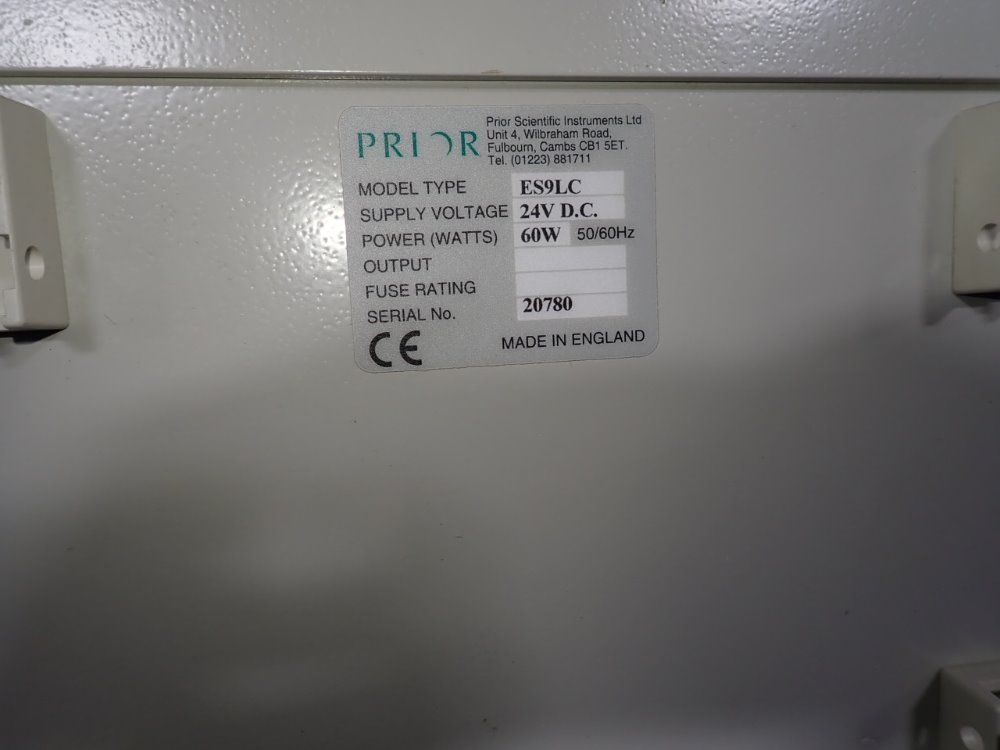 PRIOR
Prior Scientific Instruments Ltd
Unit 4, Wilbraham Road,
Fulbourn, Cambs CB1 5ET.
Tel. (01223) 881711
MODEL TYPE ES9LC
SUPPLY VOLTAGE 24V D.C.
POWER (WATTS) 60W 50/60Hz
OUTPUT
FUSE RATING
SERIAL No. 20780
CE MADE IN ENGLAND